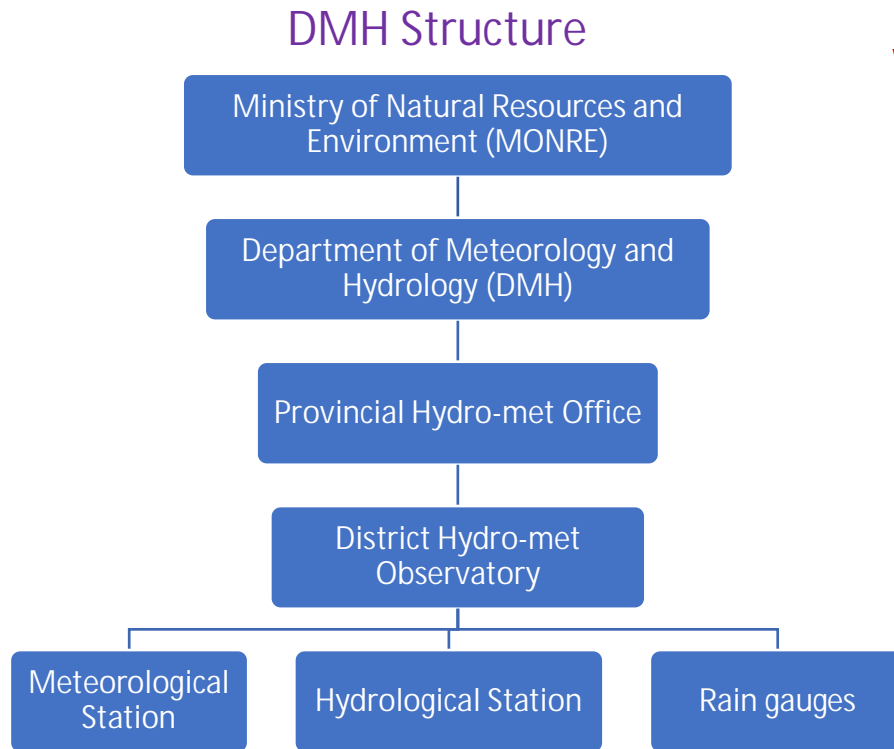 DMH Structure
Ministry of Natural Resources and
Environment (MONRE)
Department of Meteorology and
Hydrology (DMH)
Provincial Hydro-met Office
District Hydro-met
Observatory
Meteorological
Station
Hydrological Station
Rain gauges